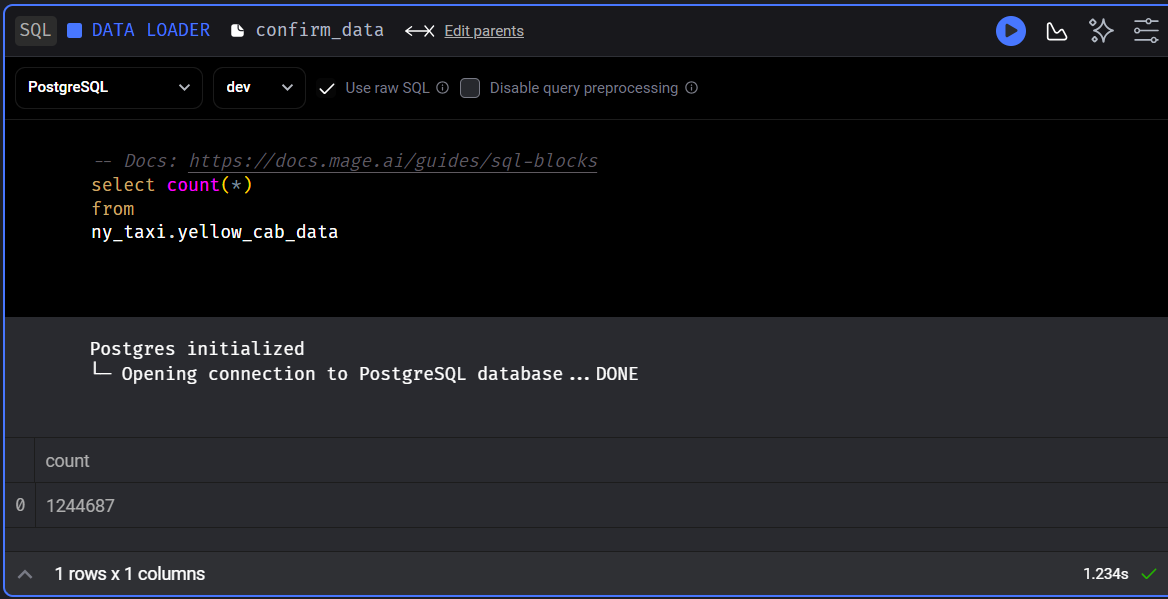 SQL DATA LOADER confirm_data Edit parents
PostgreSQL dev Use raw SQL Disable query preprocessing
-- Docs: https://docs.mage.ai/guides/sql-blocks
select count(*)
from
ny_taxi.yellow_cab_data
Postgres initialized
└─ Opening connection to PostgreSQL database...DONE
count
0 1244687
1 rows x 1 columns 1.234s